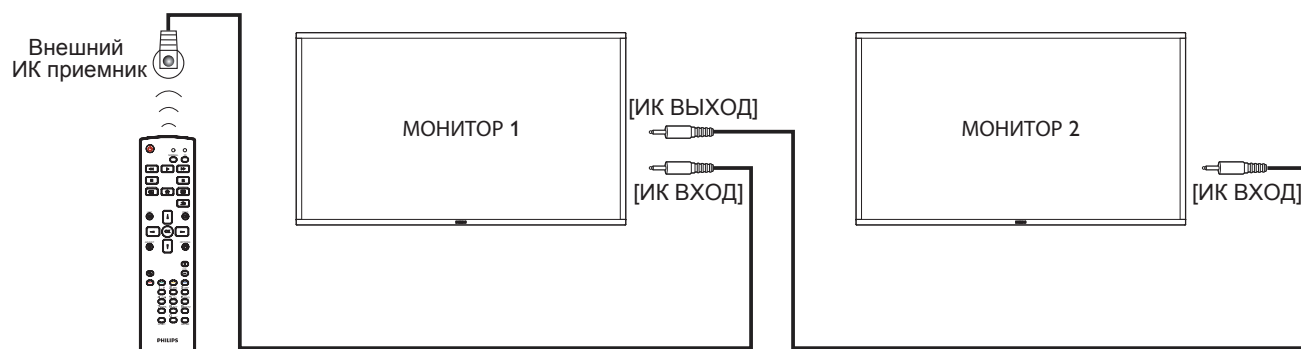 Внешний
ИК приемник
МОНИТОР 1
[ИК ВЫХОД]
[ИК ВХОД]
МОНИТОР 2
[ИК ВХОД]
PHILIPS